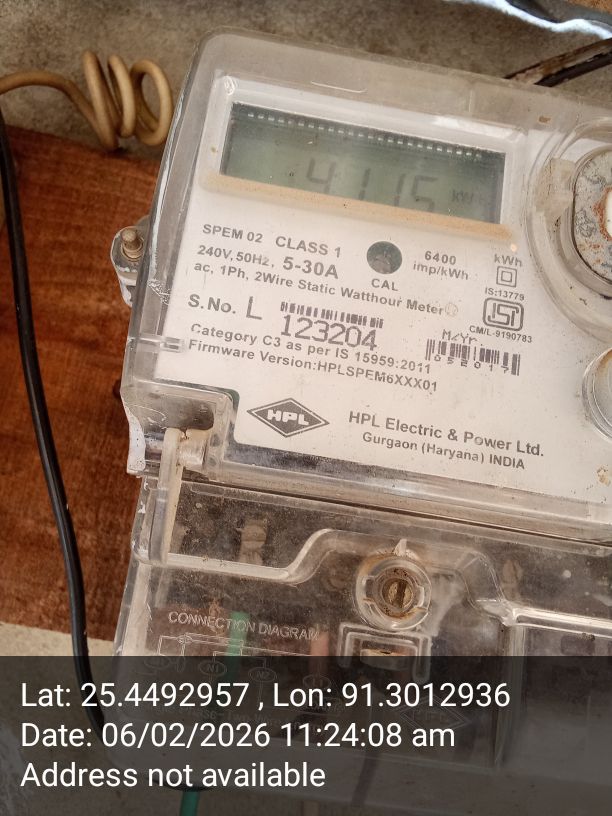 4115 kWh
SPEM 02 CLASS 1
240V, 50Hz, 5-30A
ac, 1Ph, 2Wire Static Watthour Meter
CAL
6400
imp/kWh
kWh
IS:13779
ISI
CM/L-9190783
S.No. L 123204
M/Yr
052017
Category C3 as per IS 15959:2011
Firmware Version:HPLSPEM6XXX01
HPL
HPL Electric & Power Ltd.
Gurgaon (Haryana) INDIA
CONNECTION DIAGRAM
Lat: 25.4492957 , Lon: 91.3012936
Date: 06/02/2026 11:24:08 am
Address not available